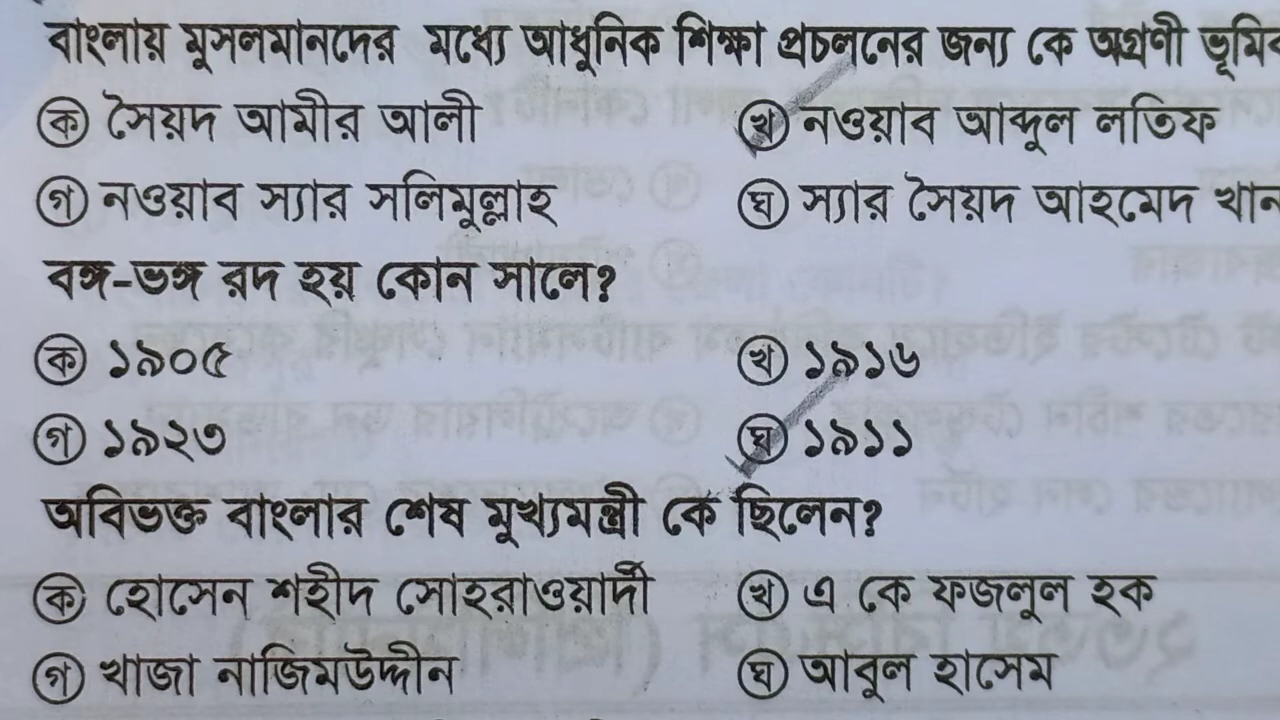 বাংলায় মুসলমানদের মধ্যে আধুনিক শিক্ষা প্রচলনের জন্য কে অগ্রণী
ক সৈয়দ আমীর আলী খ নওয়াব আব্দুল লতিফ
গ নওয়াব স্যার সলিমুল্লাহ ঘ স্যার সৈয়দ আহমেদ খান
বঙ্গ-ভঙ্গ রদ হয় কোন সালে?
ক ১৯০৫ খ ১৯১৬
গ ১৯২৩ ঘ ১৯১১
অবিভক্ত বাংলার শেষ মুখ্যমন্ত্রী কে ছিলেন?
ক হোসেন শহীদ সোহরাওয়ার্দী খ এ কে ফজলুল হক
গ খাজা নাজিমউদ্দীন ঘ আবুল হাসেম